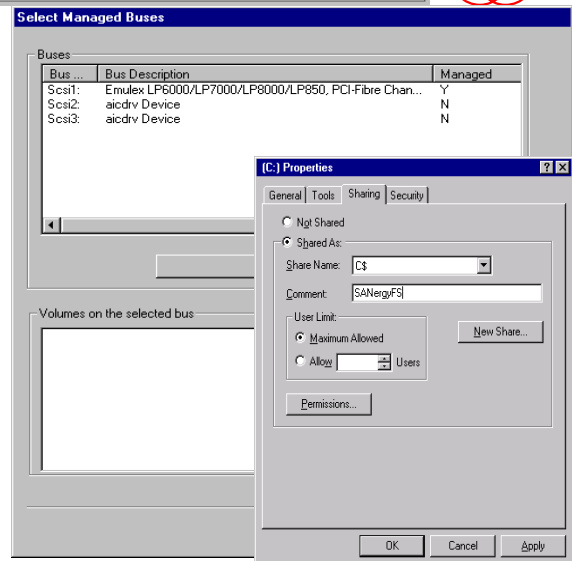 Select Managed Buses
Buses
Bus ... Bus Description Managed
Scsi1: Emulex LP6000/LP7000/LP8000/LP850, PCI-Fibre Chan... Y
Scsi2: aicdrv Device N
Scsi3: aicdrv Device N
Volumes on the selected bus
(C:) Properties
General Tools Sharing Security
Not Shared
Shared As:
Share Name: C$
Comment: SANergyFS
User Limit:
Maximum Allowed
Allow Users
New Share...
Permissions...
OK Cancel Apply